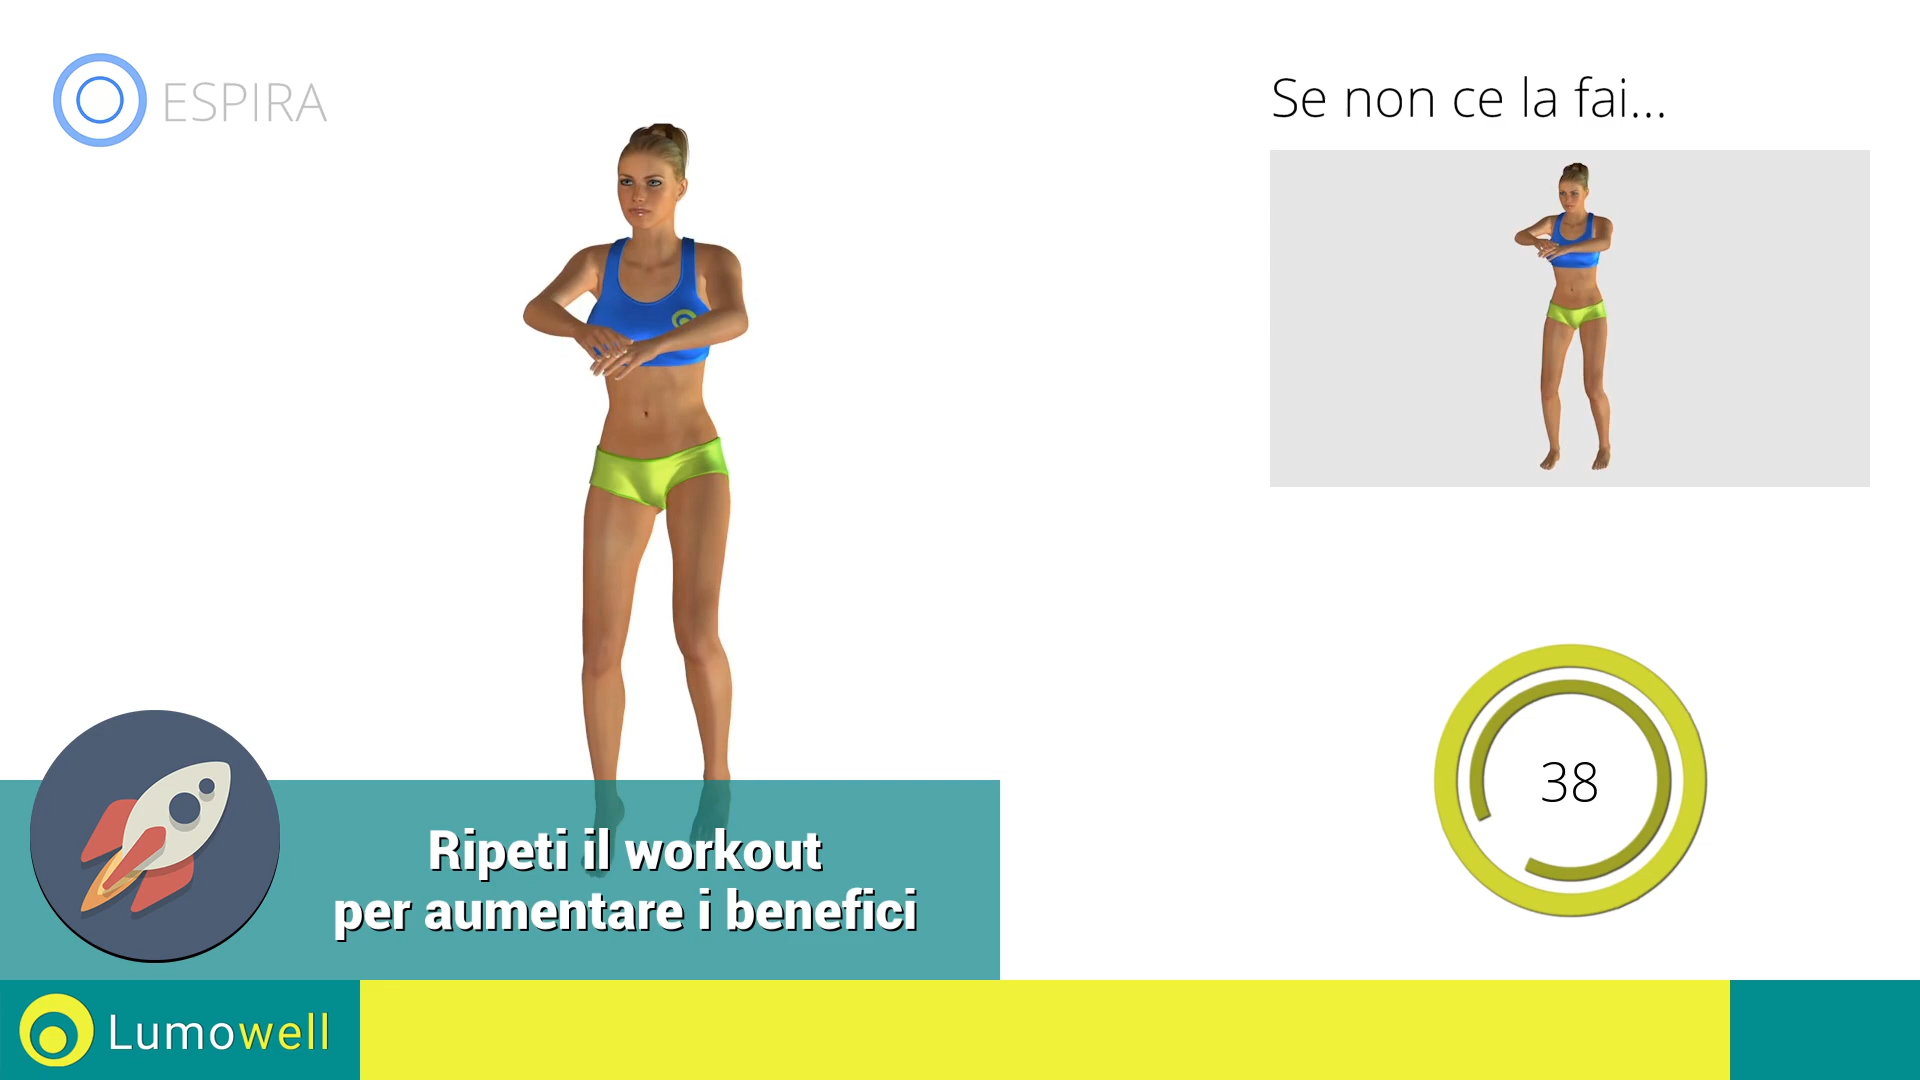 ESPIRA
Se non ce la fai...
38
Ripeti il workout
per aumentare i benefici
Lumowell